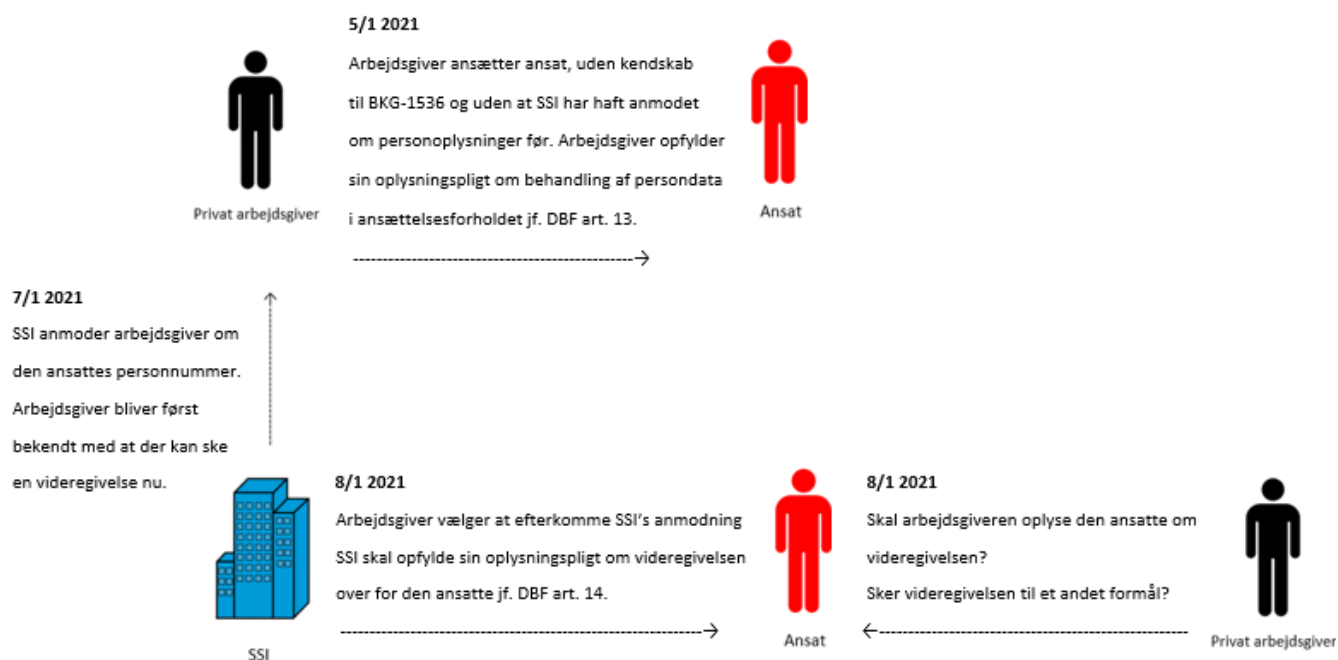 5/1 2021
Arbejdsgiver ansætter ansat, uden kendskab
til BKG-1536 og uden at SSI har haft anmodet
om personoplysninger før. Arbejdsgiver opfylder
sin oplysningspligt om behandling af persondata
i ansættelsesforholdet jf. DBF art. 13.
Privat arbejdsgiver
Ansat
7/1 2021
SSI anmoder arbejdsgiver om
den ansattes personnummer.
Arbejdsgiver bliver først
bekendt med at der kan ske
en videregivelse nu.
SSI
8/1 2021
Arbejdsgiver vælger at efterkomme SSI's anmodning
SSI skal opfylde sin oplysningspligt om videregivelsen
over for den ansatte jf. DBF art. 14.
Ansat
8/1 2021
Skal arbejdsgiveren oplyse den ansatte om
videregivelsen?
Sker videregivelsen til et andet formål?
Privat arbejdsgiver